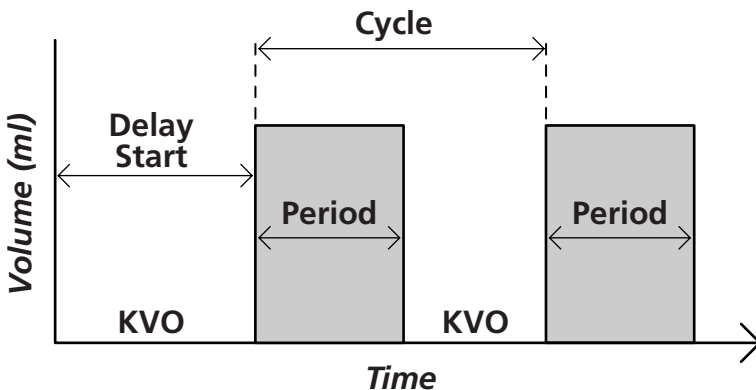 Cycle
Delay
Start
Period
Period
KVO
KVO
Volume (ml)
Time